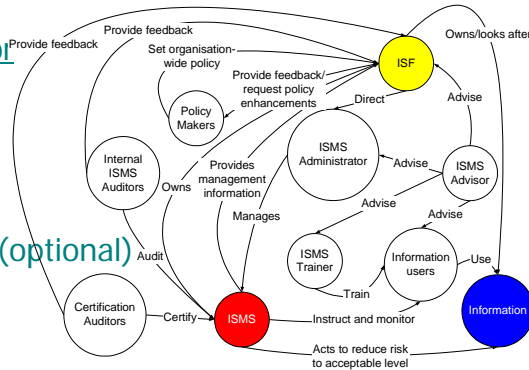 or
Provide feedback
Provide feedback
Set organisation-
wide policy
Owns/looks after
ISF
Provide feedback/
request policy
enhancements
Direct
Advise
Policy
Makers
ISMS
Administrator
Internal
ISMS
Auditors
Owns
Provides
management
information
Advise
ISMS
Advisor
Manages
Advise
Advise
(optional)
Audit
ISMS
Trainer
Information
users
Use
Train
Certification
Auditors
Certify
ISMS
Instruct and monitor
Information
Acts to reduce risk
to acceptable level